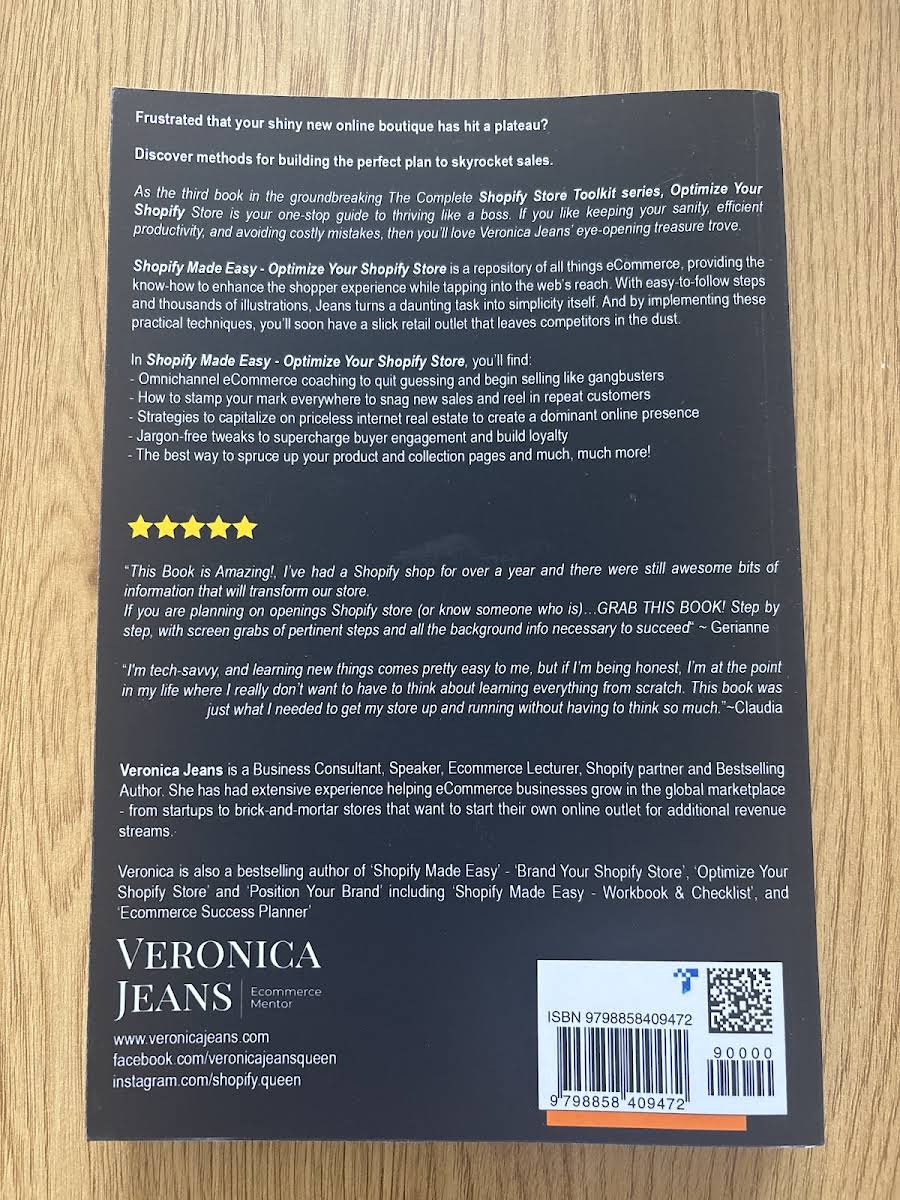 Frustrated that your shiny new online boutique has hit a plateau?
Discover methods for building the perfect plan to skyrocket sales.
As the third book in the groundbreaking The Complete Shopify Store Toolkit series, Optimize Your
Shopify Store is your one-stop guide to thriving like a boss. If you like keeping your sanity, efficient
productivity, and avoiding costly mistakes, then you'll love Veronica Jeans' eye-opening treasure trove.
Shopify Made Easy - Optimize Your Shopify Store is a repository of all things eCommerce, providing the
know-how to enhance the shopper experience while tapping into the web's reach. With easy-to-follow steps
and thousands of illustrations, Jeans turns a daunting task into simplicity itself. And by implementing these
practical techniques, you'll soon have a slick retail outlet that leaves competitors in the dust.
In Shopify Made Easy - Optimize Your Shopify Store, you'll find:
- Omnichannel eCommerce coaching to quit guessing and begin selling like gangbusters
- How to stamp your mark everywhere to snag new sales and reel in repeat customers
- Strategies to capitalize on priceless internet real estate to create a dominant online presence
- Jargon-free tweaks to supercharge buyer engagement and build loyalty
- The best way to spruce up your product and collection pages and much, much more!
"This Book is Amazing!, I've had a Shopify shop for over a year and there were still awesome bits of
information that will transform our store.
If you are planning on openings Shopify store (or know someone who is)…GRAB THIS BOOK! Step by
step, with screen grabs of pertinent steps and all the background info necessary to succeed" ~ Gerianne
"I'm tech-savvy, and learning new things comes pretty easy to me, but if I'm being honest, I'm at the point
in my life where I really don't want to have to think about learning everything from scratch. This book was
just what I needed to get my store up and running without having to think so much."~Claudia
Veronica Jeans is a Business Consultant, Speaker, Ecommerce Lecturer, Shopify partner and Bestselling
Author. She has had extensive experience helping eCommerce businesses grow in the global marketplace
- from startups to brick-and-mortar stores that want to start their own online outlet for additional revenue
streams.
Veronica is also a bestselling author of 'Shopify Made Easy' - 'Brand Your Shopify Store', 'Optimize Your
Shopify Store' and 'Position Your Brand' including 'Shopify Made Easy - Workbook & Checklist', and
'Ecommerce Success Planner'
VERONICA
JEANS Ecommerce
Mentor
www.veronicajeans.com
facebook.com/veronicajeansqueen
instagram.com/shopify.queen
ISBN 9798858409472
90000
9 798858 409472